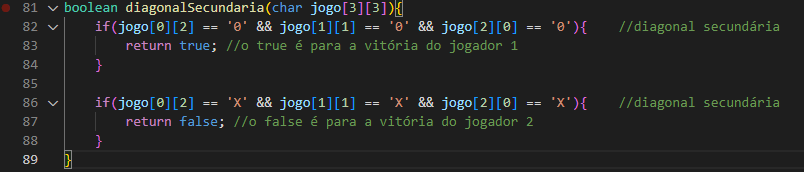 81 boolean diagonalSecundaria(char jogo[3][3]){
82 if(jogo[0][2] == '0' && jogo[1][1] == '0' && jogo[2][0] == '0'){ //diagonal secundária
83 return true; //o true é para a vitória do jogador 1
84 }
85
86 if(jogo[0][2] == 'X' && jogo[1][1] == 'X' && jogo[2][0] == 'X'){ //diagonal secundária
87 return false; //o false é para a vitória do jogador 2
88 }
89 }